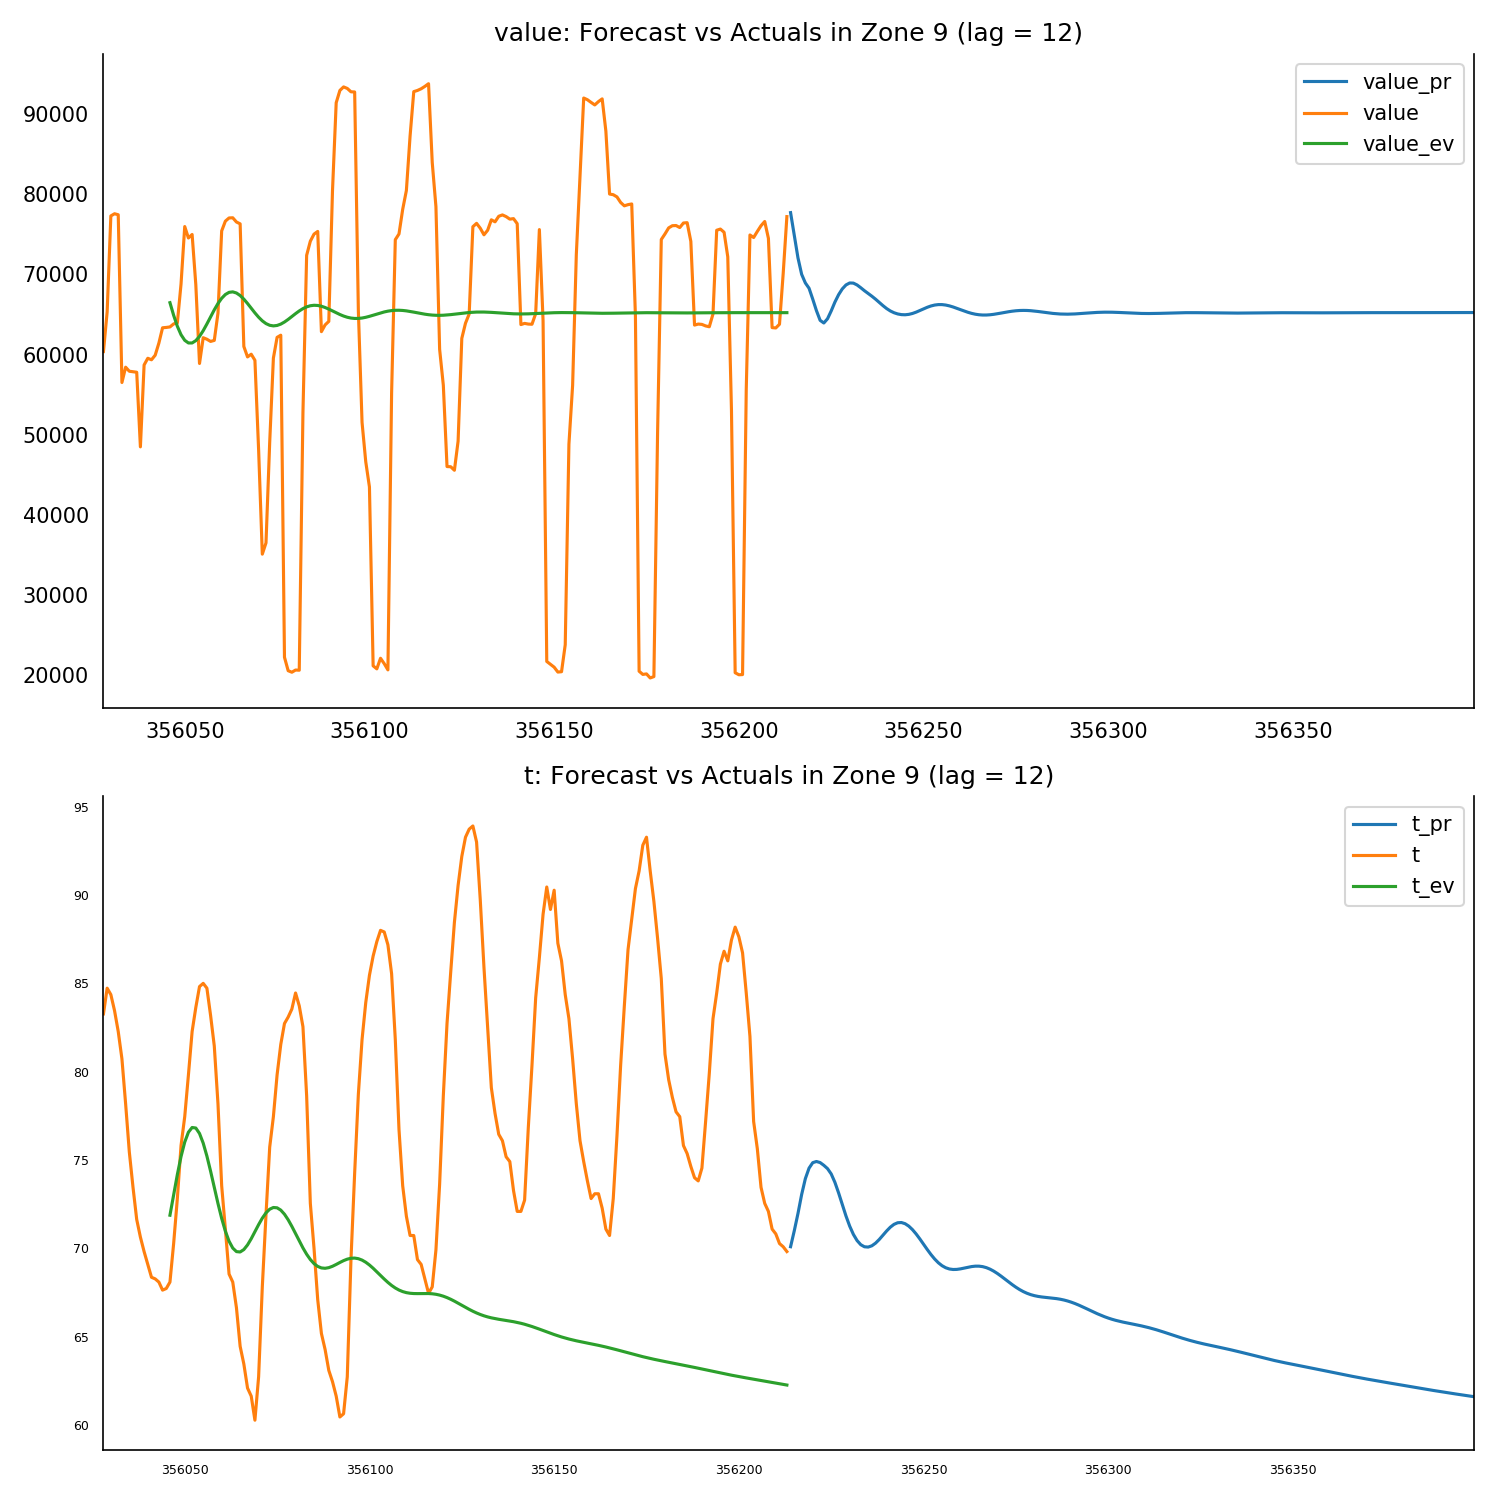 value: Forecast vs Actuals in Zone 9 (lag = 12)
value_pr
value
value_ev
90000
80000
70000
60000
50000
40000
30000
20000
356050 356100 356150 356200 356250 356300 356350
t: Forecast vs Actuals in Zone 9 (lag = 12)
t_pr
t
t_ev
95
90
85
80
75
70
65
60
356050 356100 356150 356200 356250 356300 356350